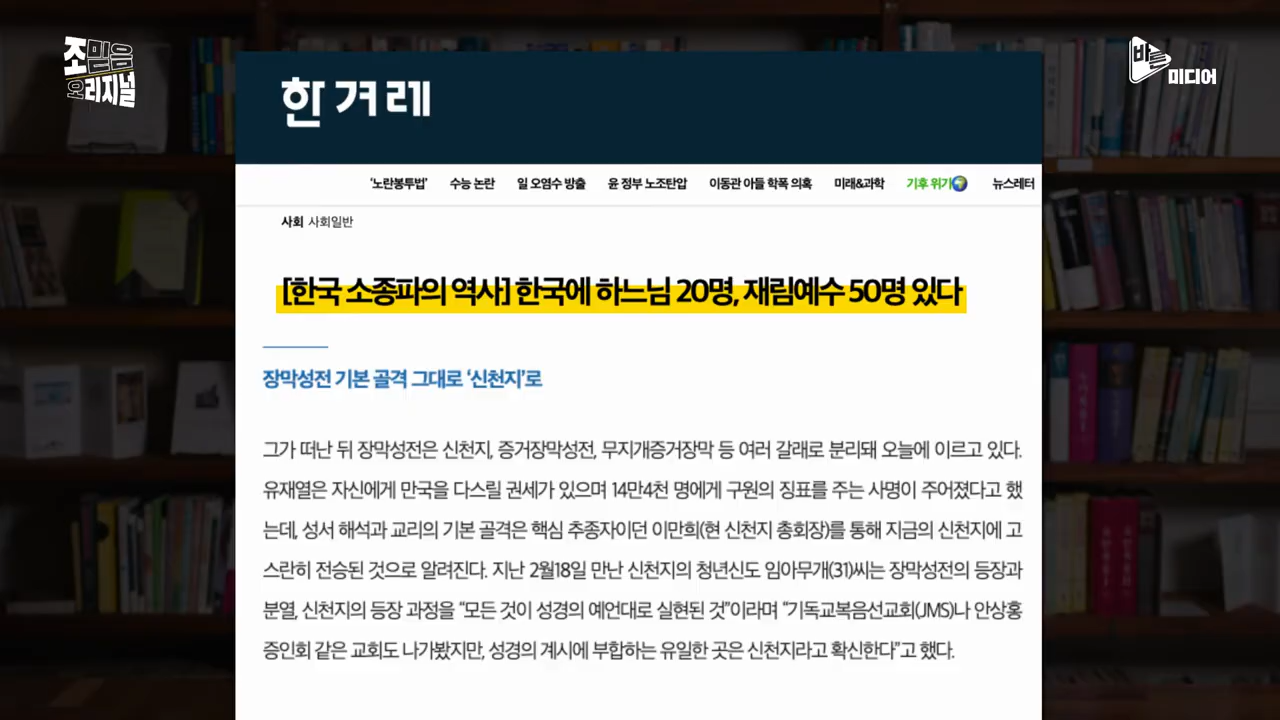 조믿음
오리지널
바른
미디어
한겨레
'노란봉투법' 수능 논란 일 오염수 방출 윤 정부 노조탄압 이동관 아들 학폭 의혹 미래&과학 기후 위기 뉴스레터
사회 사회일반
[한국 소종파의 역사] 한국에 하느님 20명, 재림예수 50명 있다
장막성전 기본 골격 그대로 '신천지'로
그가 떠난 뒤 장막성전은 신천지, 증거장막성전, 무지개증거장막 등 여러 갈래로 분리돼 오늘에 이르고 있다.
유재열은 자신에게 만국을 다스릴 권세가 있으며 14만4천 명에게 구원의 징표를 주는 사명이 주어졌다고 했
는데, 성서 해석과 교리의 기본 골격은 핵심 추종자이던 이만희(현 신천지 총회장)를 통해 지금의 신천지에 고
스란히 전승된 것으로 알려진다. 지난 2월18일 만난 신천지의 청년신도 임아무개(31)씨는 장막성전의 등장과
분열, 신천지의 등장 과정을 “모든 것이 성경의 예언대로 실현된 것”이라며 “기독교복음선교회(JMS)나 안상홍
증인회 같은 교회도 나가봤지만, 성경의 계시에 부합하는 유일한 곳은 신천지라고 확신한다”고 했다.